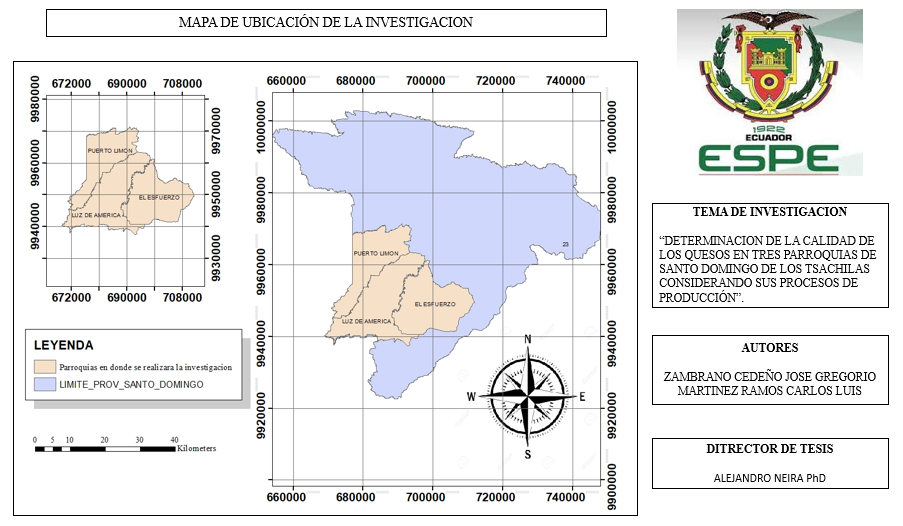 MAPA DE UBICACIÓN DE LA INVESTIGACION
1922
ECUADOR
ESPE
672000 690000 708000
9980000
9960000
9940000
9970000
9950000
9930000
PUERTO LIMON
EL ESFUERZO
LUZ DE AMERICA
672000 690000 708000
660000 680000 700000 720000 740000
10000000
9980000
9960000
9940000
9920000
10000000
9980000
9960000
9940000
9920000
9900000
23
PUERTO LIMON
EL ESFUERZO
LUZ DE AMERICA
N
W
E
S
660000 680000 700000 720000 740000
LEYENDA
Parroquias en donde se realizara la investigacion
LIMITE_PROV_SANTO_DOMINGO
0 5 10 20 30 40
Kilometers
TEMA DE INVESTIGACION
“DETERMINACION DE LA CALIDAD DE
LOS QUESOS EN TRES PARROQUIAS DE
SANTO DOMINGO DE LOS TSACHILAS
CONSIDERANDO SUS PROCESOS DE
PRODUCCIÓN”.
AUTORES
ZAMBRANO CEDEÑO JOSE GREGORIO
MARTINEZ RAMOS CARLOS LUIS
DITRECTOR DE TESIS
ALEJANDRO NEIRA PhD